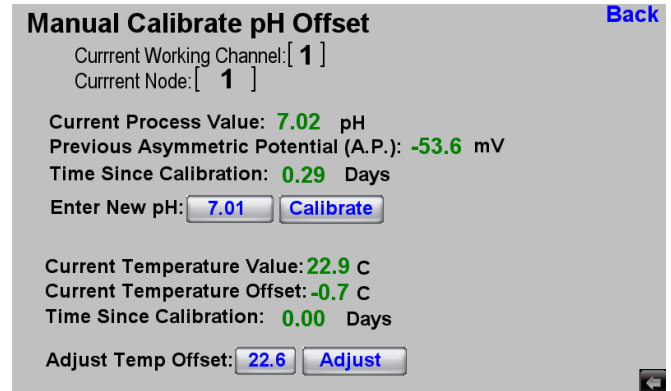 Manual Calibrate pH Offset
Back
Currrent Working Channel:[ 1 ]
Currrent Node:[ 1 ]
Current Process Value: 7.02 pH
Previous Asymmetric Potential (A.P.): -53.6 mV
Time Since Calibration: 0.29 Days
Enter New pH: 7.01 Calibrate
Current Temperature Value: 22.9 C
Current Temperature Offset: -0.7 C
Time Since Calibration: 0.00 Days
Adjust Temp Offset: 22.6 Adjust